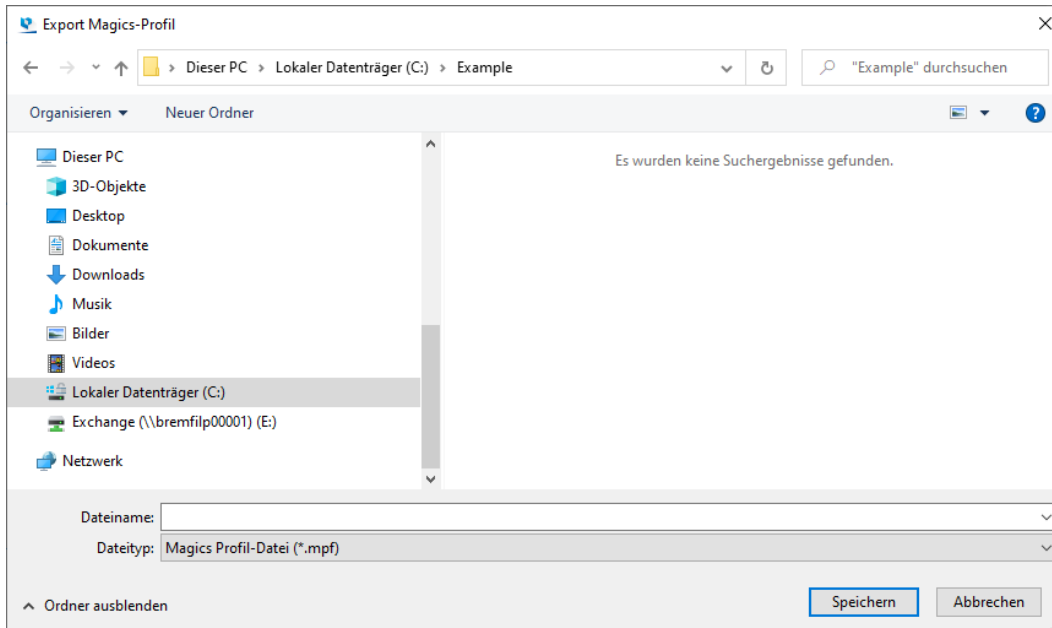 Export Magics-Profil
Dieser PC > Lokaler Datenträger (C:) > Example
"Example" durchsuchen
Organisieren Neuer Ordner
Es wurden keine Suchergebnisse gefunden.
Dieser PC
3D-Objekte
Desktop
Dokumente
Downloads
Musik
Bilder
Videos
Lokaler Datenträger (C:)
Exchange (\\bremfilp00001) (E:)
Netzwerk
Dateiname:
Dateityp: Magics Profil-Datei (*.mpf)
Ordner ausblenden
Speichern Abbrechen